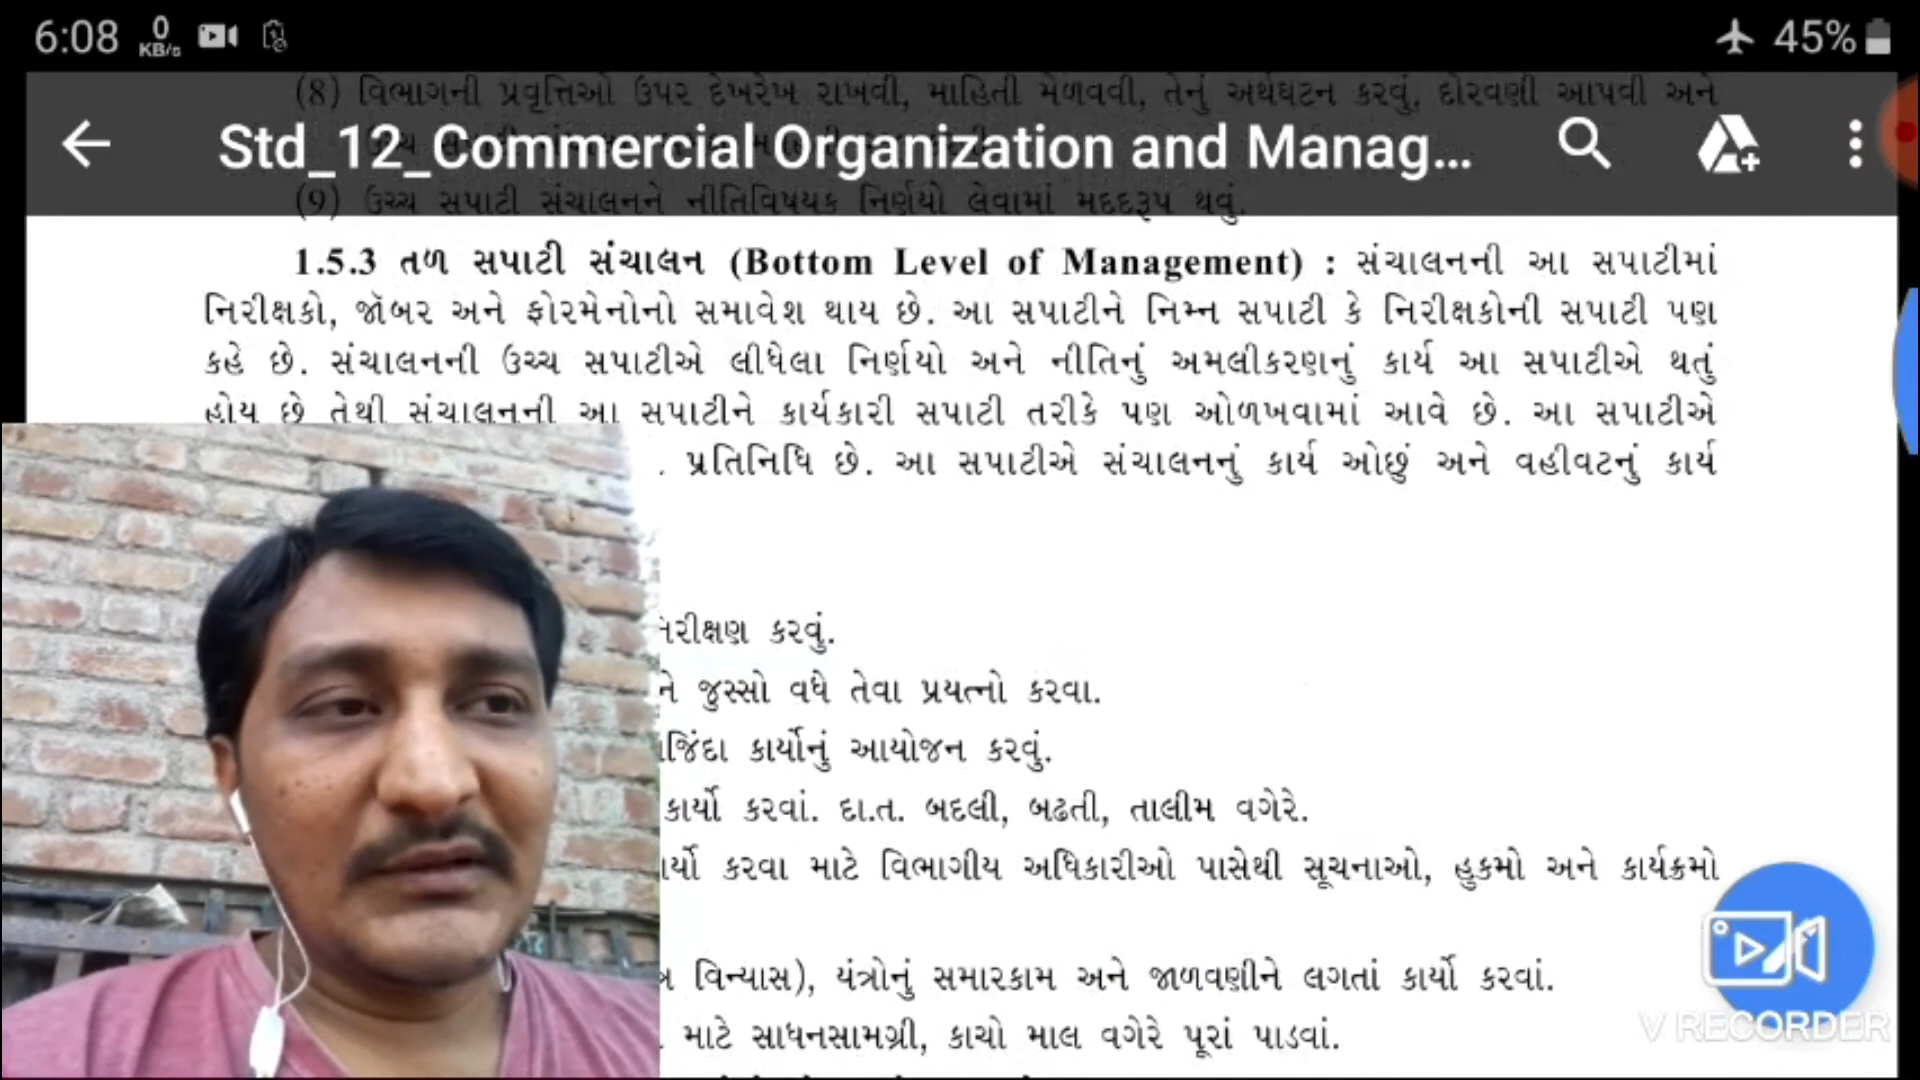 6:08 0 KB/s 45%
(8) વિભાગની પ્રવૃત્તિઓ ઉપર દેખરેખ રાખવી, માહિતી મેળવવી, તેનું અર્થઘટન કરવું, દોરવણી આપવી અને
Std_12_Commercial Organization and Manag...
(9) ઉચ્ચ સપાટી સંચાલનને નીતિવિષયક નિર્ણયો લેવામાં મદદરૂપ થવું.
1.5.3 તળ સપાટી સંચાલન (Bottom Level of Management) : સંચાલનની આ સપાટીમાં
નિરીક્ષકો, જૉબર અને ફોરમેનોનો સમાવેશ થાય છે. આ સપાટીને નિમ્ન સપાટી કે નિરીક્ષકોની સપાટી પણ
કહે છે. સંચાલનની ઉચ્ચ સપાટીએ લીધેલા નિર્ણયો અને નીતિનું અમલીકરણનું કાર્ય આ સપાટીએ થતું
હોય છે તેથી સંચાલનની આ સપાટીને કાર્યકારી સપાટી તરીકે પણ ઓળખવામાં આવે છે. આ સપાટીએ
. પ્રતિનિધિ છે. આ સપાટીએ સંચાલનનું કાર્ય ઓછું અને વહીવટનું કાર્ય
કરવું.
જુસ્સો વધે તેવા પ્રયત્નો કરવા.
કાર્યોનું આયોજન કરવું.
કાર્યો કરવાં. દા.ત. બદલી, બઢતી, તાલીમ વગેરે.
કરવા માટે વિભાગીય અધિકારીઓ પાસેથી સૂચનાઓ, હુકમો અને કાર્યક્રમો
વિન્યાસ), યંત્રોનું સમારકામ અને જાળવણીને લગતાં કાર્યો કરવાં.
માટે સાધનસામગ્રી, કાચો માલ વગેરે પૂરાં પાડવાં.
V RECORDER